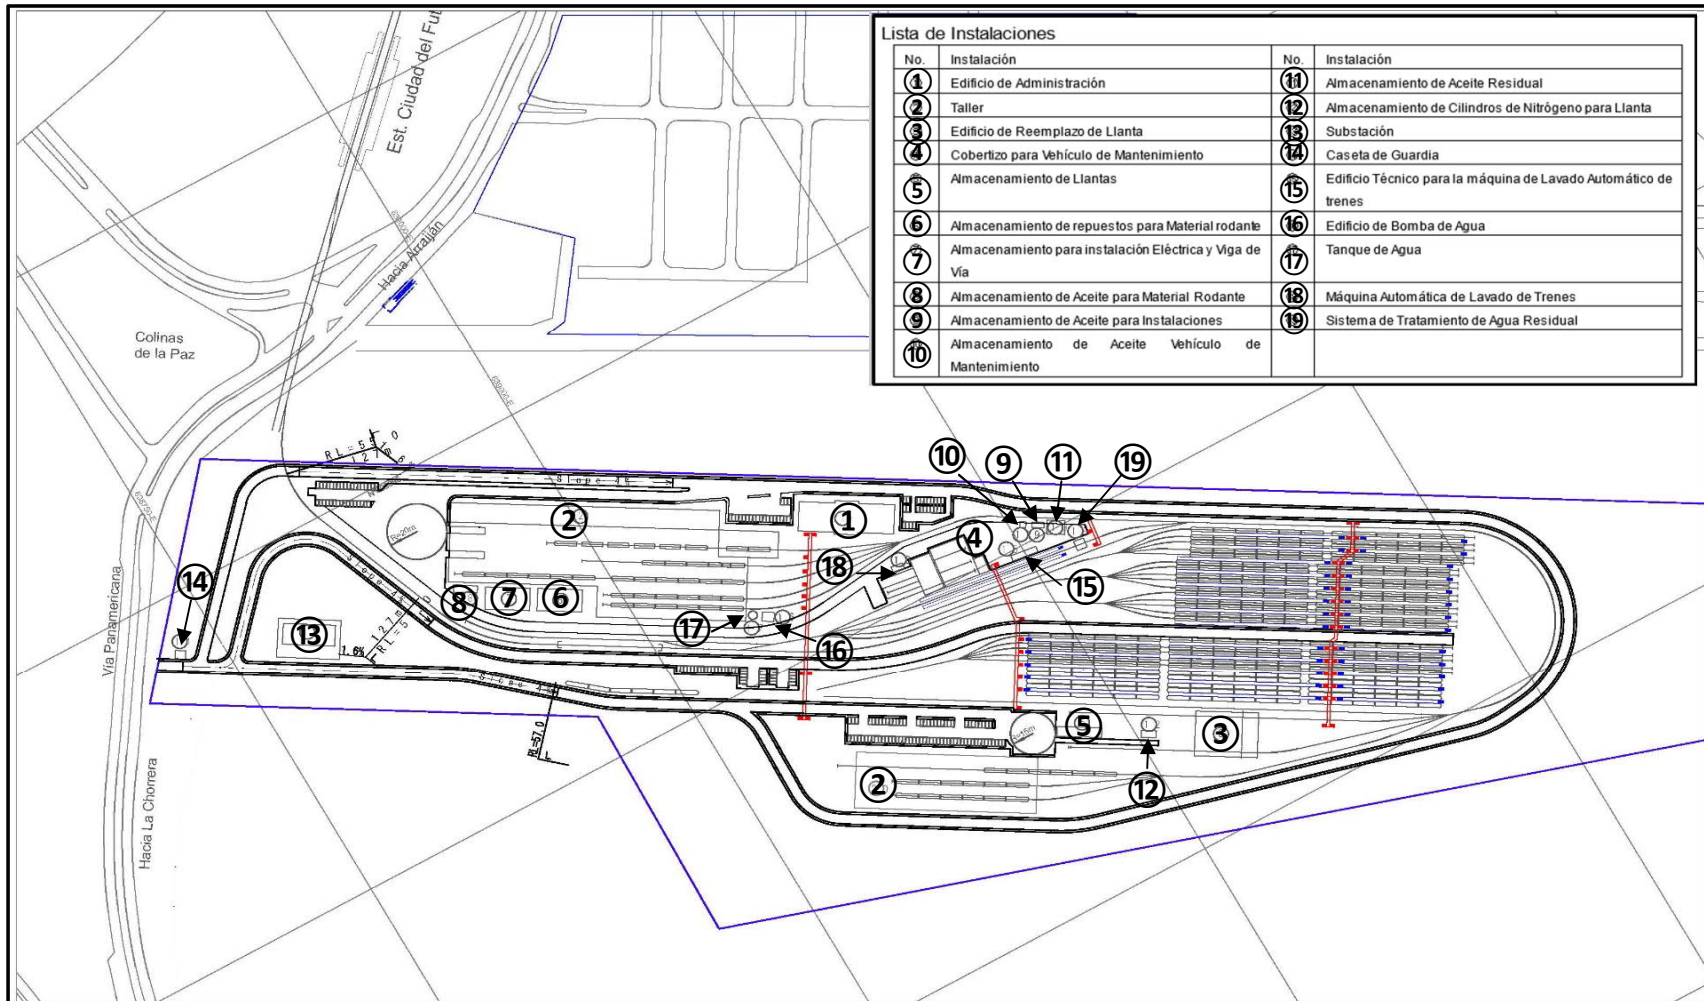 Lista de Instalaciones
No. Instalación No. Instalación
1 Edificio de Administración 11 Almacenamiento de Aceite Residual
2 Taller 12 Almacenamiento de Cilindros de Nitrógeno para Llanta
3 Edificio de Reemplazo de Llanta 13 Substación
4 Cobertizo para Vehículo de Mantenimiento 14 Caseta de Guardia
5 Almacenamiento de Llantas 15 Edificio Técnico para la máquina de Lavado Automático de
trenes
6 Almacenamiento de repuestos para Material rodante 16 Edificio de Bomba de Agua
7 Almacenamiento para instalación Eléctrica y Viga de 17 Tanque de Agua
Vía
8 Almacenamiento de Aceite para Material Rodante 18 Máquina Automática de Lavado de Trenes
9 Almacenamiento de Aceite para Instalaciones 19 Sistema de Tratamiento de Agua Residual
10 Almacenamiento de Aceite Vehículo de
Mantenimiento
Est. Ciudad del Fut
Hacia Arraiján
Colinas
de la Paz
Vía Panamericana
Hacia La Chorrera
R=20m
R=15m
RL=57.0
1.6%
10 9 11 19
2 1 4
18 15
14 8 7 6
13 17 16
5 3
2 12